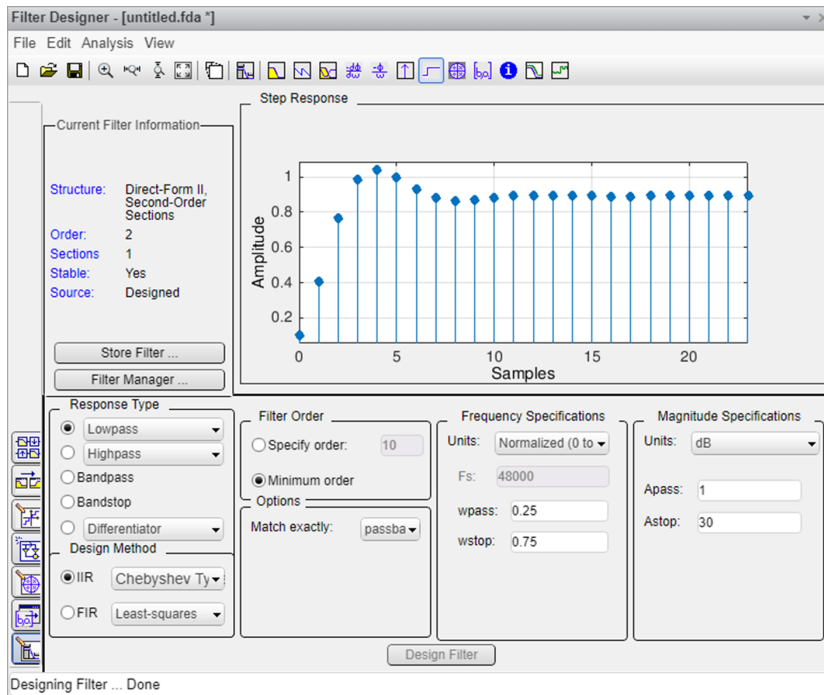 Filter Designer - [untitled.fda *]
File Edit Analysis View
Step Response
Current Filter Information
Structure: Direct-Form II,
Second-Order
Sections
Order: 2
Sections 1
Stable: Yes
Source: Designed
Store Filter ...
Filter Manager ...
Amplitude
1
0.8
0.6
0.4
0.2
0 5 10 15 20
Samples
Response Type
Lowpass
Highpass
Bandpass
Bandstop
Differentiator
Design Method
IIR Chebyshev Ty
FIR Least-squares
Filter Order
Specify order: 10
Minimum order
Options
Match exactly: passba
Frequency Specifications
Units: Normalized (0 to
Fs: 48000
wpass: 0.25
wstop: 0.75
Magnitude Specifications
Units: dB
Apass: 1
Astop: 30
Design Filter
Designing Filter ... Done